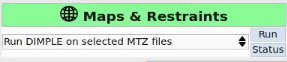 Maps & Restraints
Run DIMPLE on selected MTZ files
Run
Status